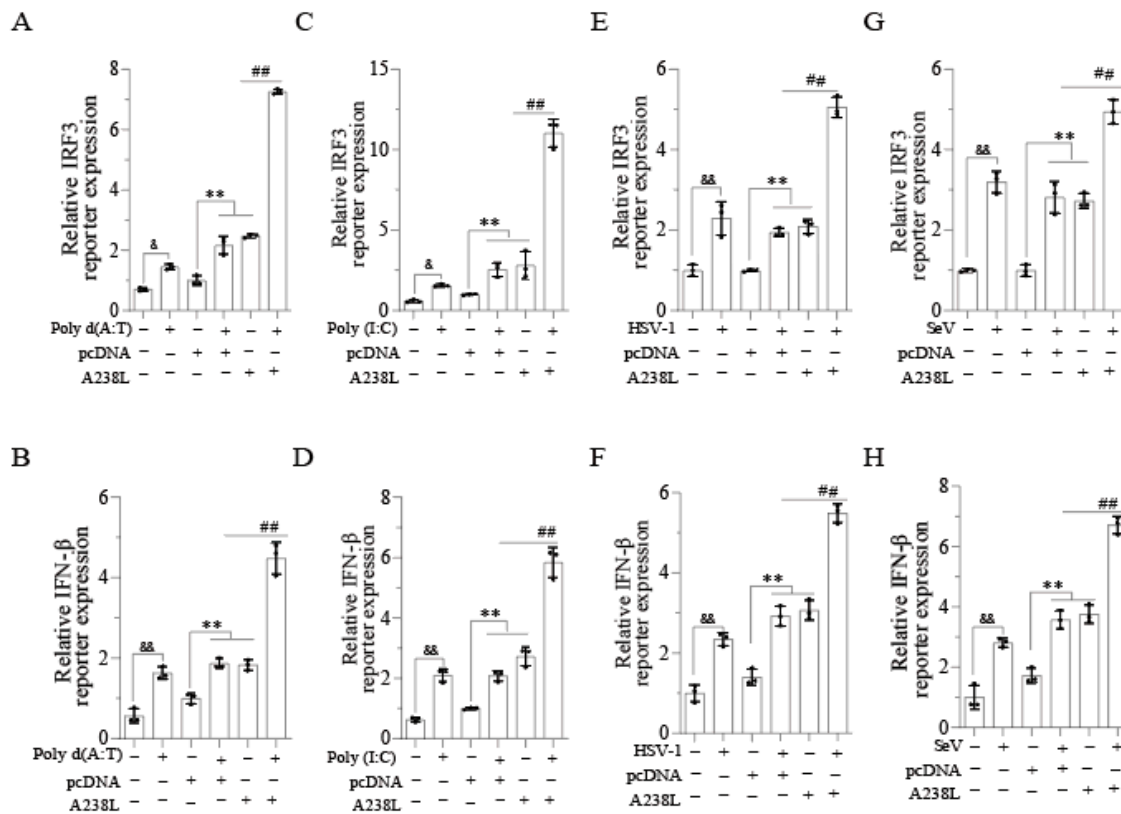 A
Relative IRF3
reporter expression
8
6
4
2
0
&
**
##
Poly d(A:T) – + – + – +
pcDNA – – + + – –
A238L – – – – + +
C
Relative IRF3
reporter expression
15
10
5
0
&
**
##
Poly (I:C) – + – + – +
pcDNA – – + + – –
A238L – – – – + +
E
Relative IRF3
reporter expression
6
4
2
0
&&
**
##
HSV-1 – + – + – +
pcDNA – – + + – –
A238L – – – – + +
G
Relative IRF3
reporter expression
6
4
2
0
&&
**
##
SeV – + – + – +
pcDNA – – + + – –
A238L – – – – + +
B
Relative IFN-β
reporter expression
6
4
2
0
&&
**
##
Poly d(A:T) – + – + – +
pcDNA – – + + – –
A238L – – – – + +
D
Relative IFN-β
reporter expression
8
6
4
2
0
&&
**
##
Poly (I:C) – + – + – +
pcDNA – – + + – –
A238L – – – – + +
F
Relative IFN-β
reporter expression
6
4
2
0
&&
**
##
HSV-1 – + – + – +
pcDNA – – + + – –
A238L – – – – + +
H
Relative IFN-β
reporter expression
8
6
4
2
0
&&
**
##
SeV – + – + – +
pcDNA – – + + – –
A238L – – – – + +